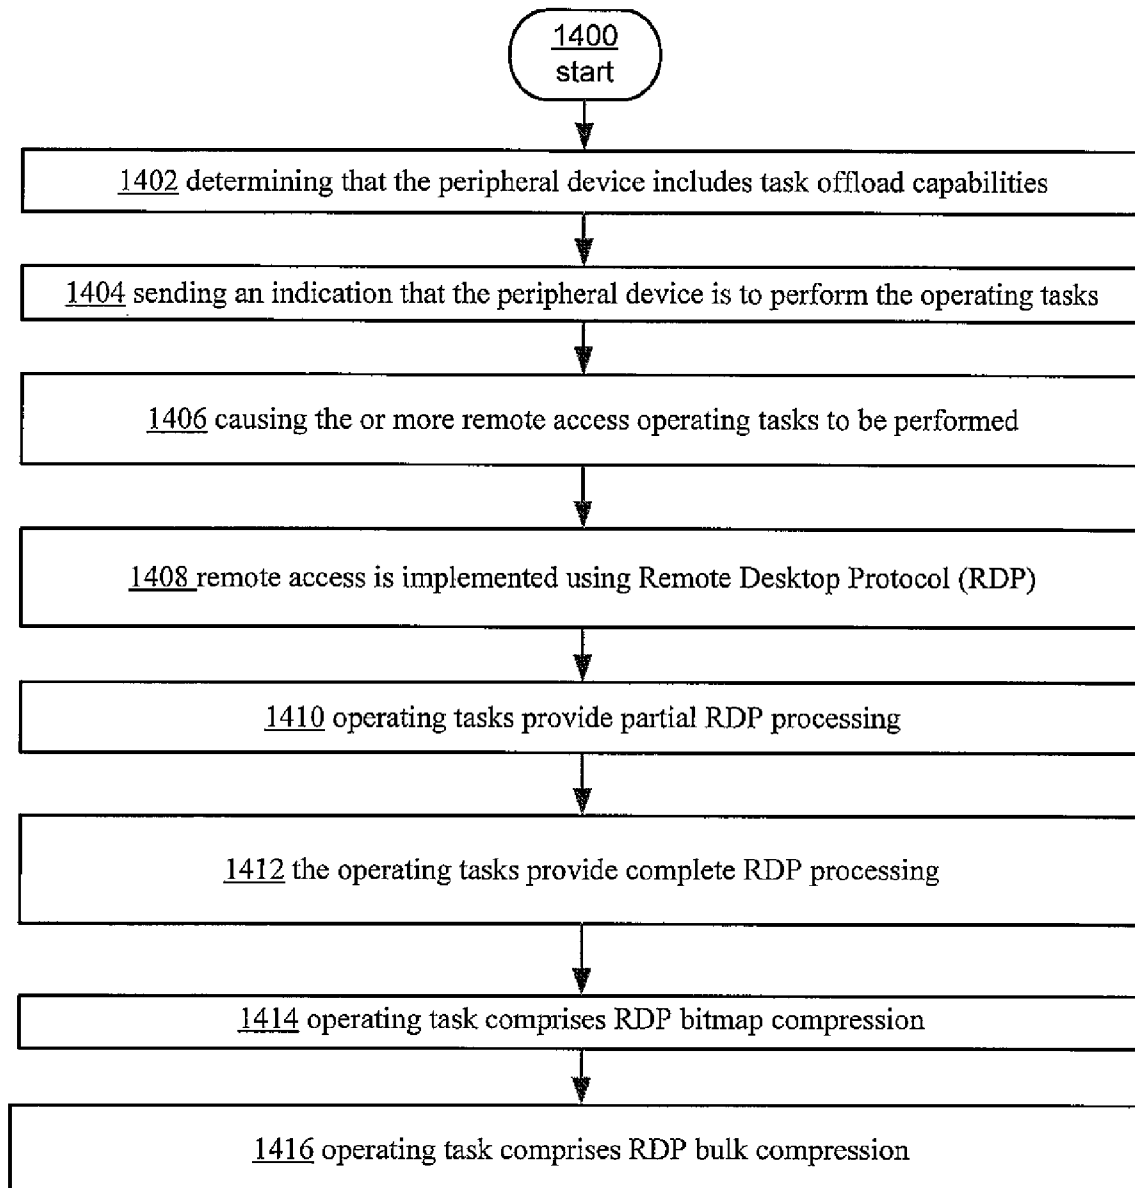 1400
start
1402 determining that the peripheral device includes task offload capabilities
1404 sending an indication that the peripheral device is to perform the operating tasks
1406 causing the or more remote access operating tasks to be performed
1408 remote access is implemented using Remote Desktop Protocol (RDP)
1410 operating tasks provide partial RDP processing
1412 the operating tasks provide complete RDP processing
1414 operating task comprises RDP bitmap compression
1416 operating task comprises RDP bulk compression